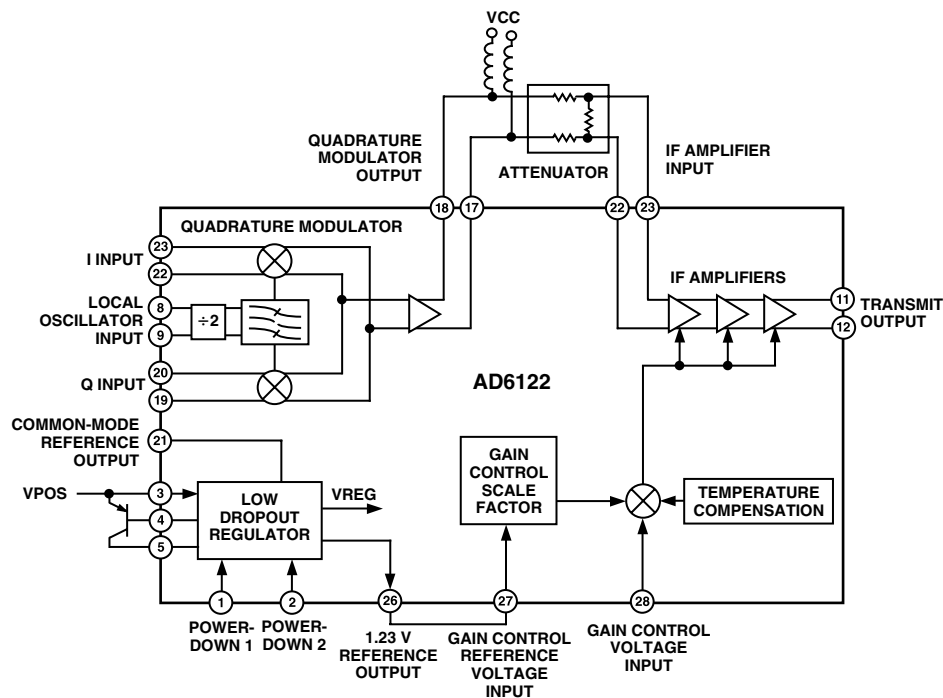 VCC
QUADRATURE
MODULATOR
OUTPUT
ATTENUATOR
IF AMPLIFIER
INPUT
18
17
22
23
QUADRATURE MODULATOR
23
I INPUT
22
LOCAL
OSCILLATOR
INPUT
8
9
÷2
20
Q INPUT
19
IF AMPLIFIERS
11
12
TRANSMIT
OUTPUT
AD6122
COMMON-MODE
REFERENCE
OUTPUT
21
VPOS
3
4
5
LOW
DROPOUT
REGULATOR
VREG
GAIN
CONTROL
SCALE
FACTOR
TEMPERATURE
COMPENSATION
1
2
26
27
28
POWER-
DOWN 1
POWER-
DOWN 2
1.23 V
REFERENCE
OUTPUT
GAIN CONTROL
REFERENCE
VOLTAGE
INPUT
GAIN CONTROL
VOLTAGE
INPUT